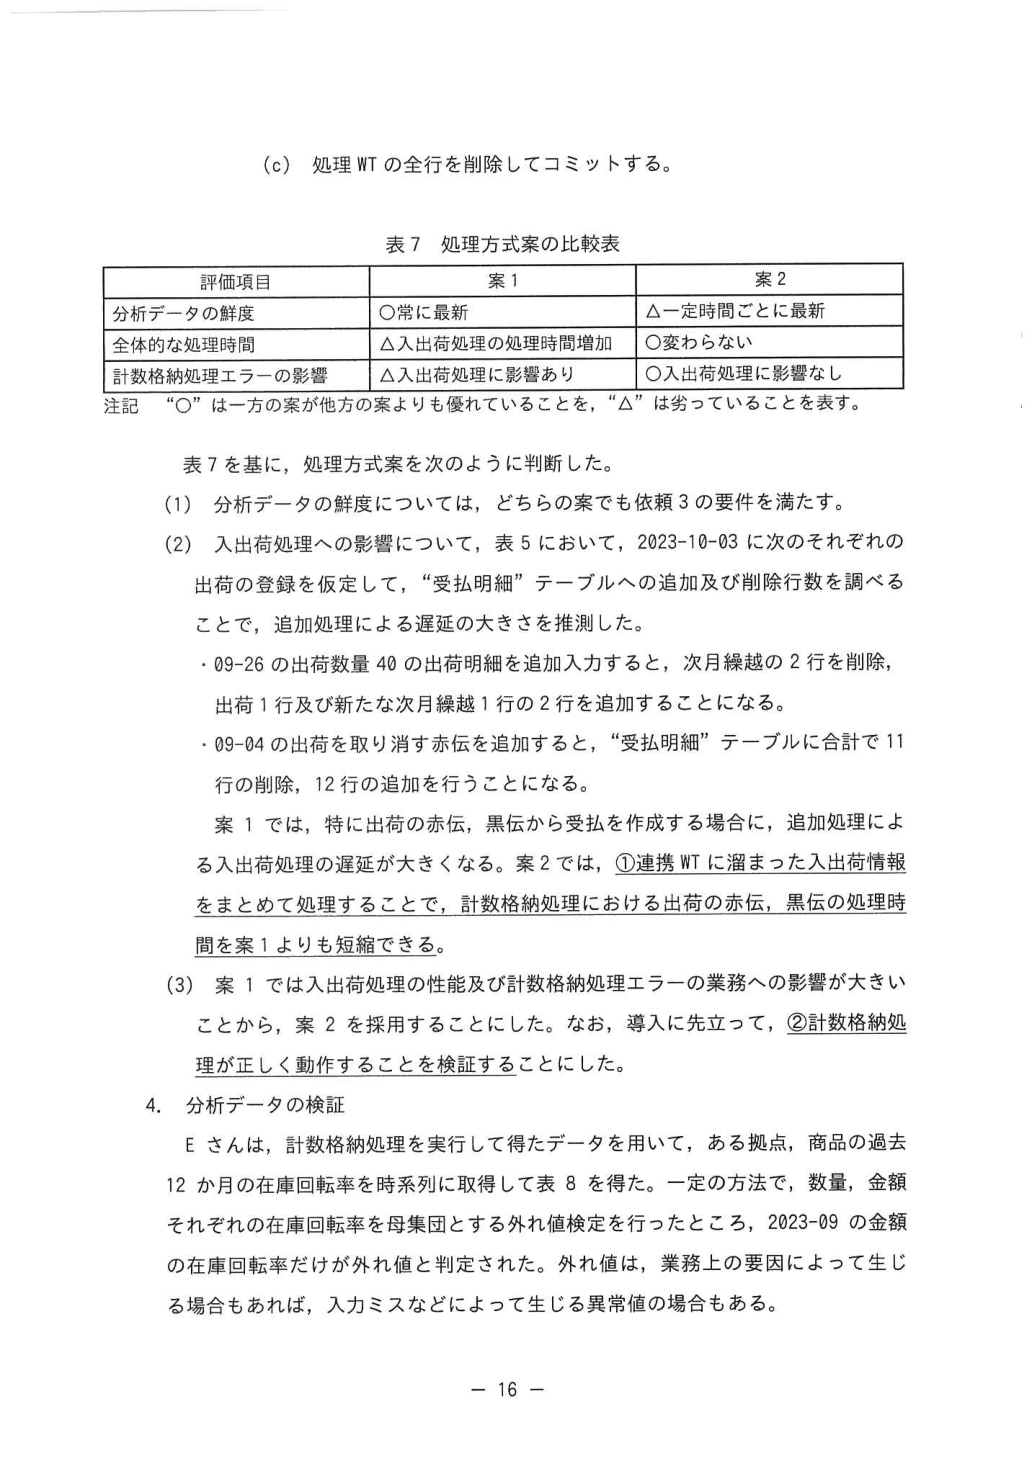 (c) 処理 WT の全行を削除してコミットする。
表7 処理方式案の比較表
評価項目 案1 案2
分析データの鮮度 ○常に最新 △一定時間ごとに最新
全体的な処理時間 △入出荷処理の処理時間増加 ○変わらない
計数格納処理エラーの影響 △入出荷処理に影響あり ○入出荷処理に影響なし
注記 “○”は一方の案が他方の案よりも優れていることを，“△”は劣っていることを表す。
表7を基に，処理方式案を次のように判断した。
(1) 分析データの鮮度については，どちらの案でも依頼3の要件を満たす。
(2) 入出荷処理への影響について，表5において，2023-10-03 に次のそれぞれの
出荷の登録を仮定して，“受払明細”テーブルへの追加及び削除行数を調べる
ことで，追加処理による遅延の大きさを推測した。
・09-26 の出荷数量 40 の出荷明細を追加入力すると，次月繰越の2行を削除，
出荷1行及び新たな次月繰越1行の2行を追加することになる。
・09-04 の出荷を取り消す赤伝を追加すると，“受払明細”テーブルに合計で 11
行の削除，12 行の追加を行うことになる。
案1では，特に出荷の赤伝，黒伝から受払を作成する場合に，追加処理によ
る入出荷処理の遅延が大きくなる。案2では，①連携 WT に溜まった入出荷情報
をまとめて処理することで，計数格納処理における出荷の赤伝，黒伝の処理時
間を案1よりも短縮できる。
(3) 案1では入出荷処理の性能及び計数格納処理エラーの業務への影響が大きい
ことから，案2を採用することにした。なお，導入に先立って，②計数格納処
理が正しく動作することを検証することにした。
4. 分析データの検証
Eさんは，計数格納処理を実行して得たデータを用いて，ある拠点，商品の過去
12 か月の在庫回転率を時系列に取得して表8を得た。一定の方法で，数量，金額
それぞれの在庫回転率を母集団とする外れ値検定を行ったところ，2023-09 の金額
の在庫回転率だけが外れ値と判定された。外れ値は，業務上の要因によって生じ
る場合もあれば，入力ミスなどによって生じる異常値の場合もある。
― 16 ―